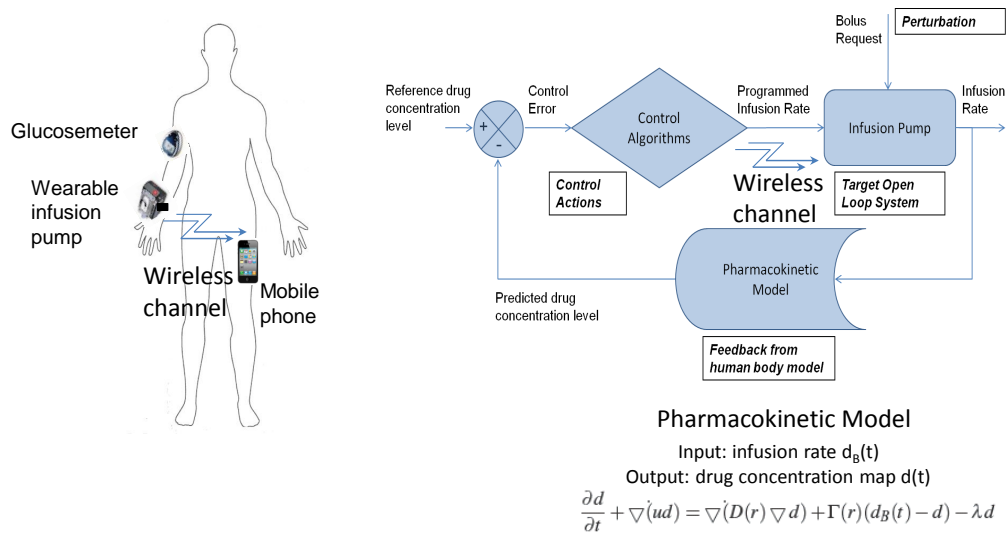 Glucosemeter
Wearable
infusion
pump
Wireless
channel
Mobile
phone
Reference drug
concentration
level
+
-
Control
Error
Control
Algorithms
Control
Actions
Programmed
Infusion Rate
Wireless
channel
Bolus
Request
Perturbation
Infusion Pump
Infusion
Rate
Target Open
Loop System
Pharmacokinetic
Model
Predicted drug
concentration level
Feedback from
human body model
Pharmacokinetic Model
Input: infusion rate d_B(t)
Output: drug concentration map d(t)
∂d/∂t + ▽̇(ud) = ▽̇(D(r) ▽ d) + Γ(r)(d_B(t) − d) − λd